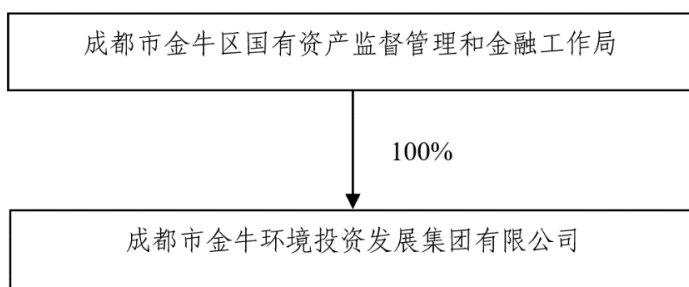 成都市金牛区国有资产监督管理和金融工作局
100%
成都市金牛环境投资发展集团有限公司